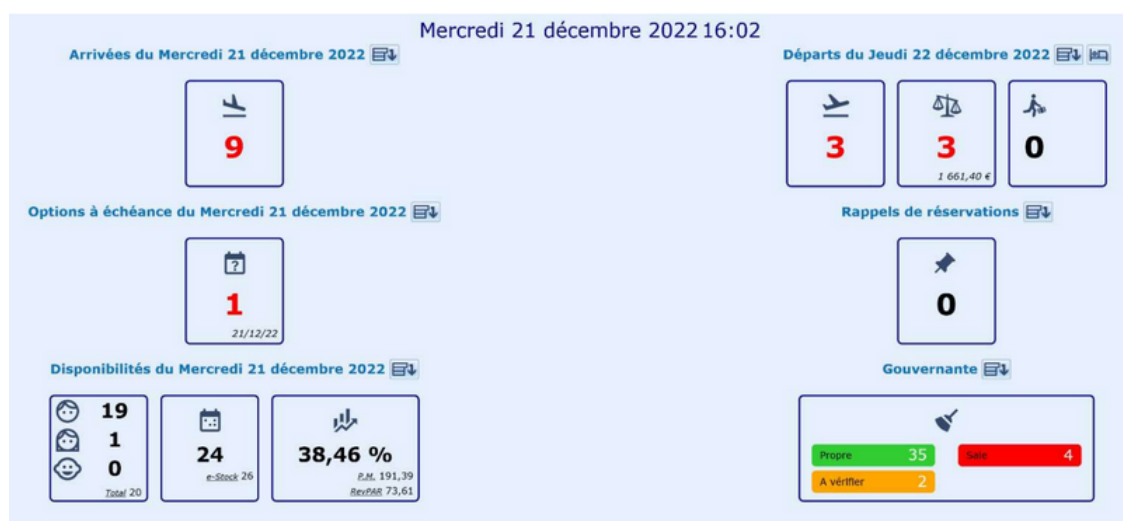 Mercredi 21 décembre 2022 16:02
Arrivées du Mercredi 21 décembre 2022
9
Départs du Jeudi 22 décembre 2022
3
3
1 661,40 €
0
Options à échéance du Mercredi 21 décembre 2022
?
1
21/12/22
Rappels de réservations
0
Disponibilités du Mercredi 21 décembre 2022
19
1
0
Total 20
24
e-Stock 26
38,46 %
P.M. 191,39
RevPAR 73,61
Gouvernante
Propre 35
Sale 4
A vérifier 2